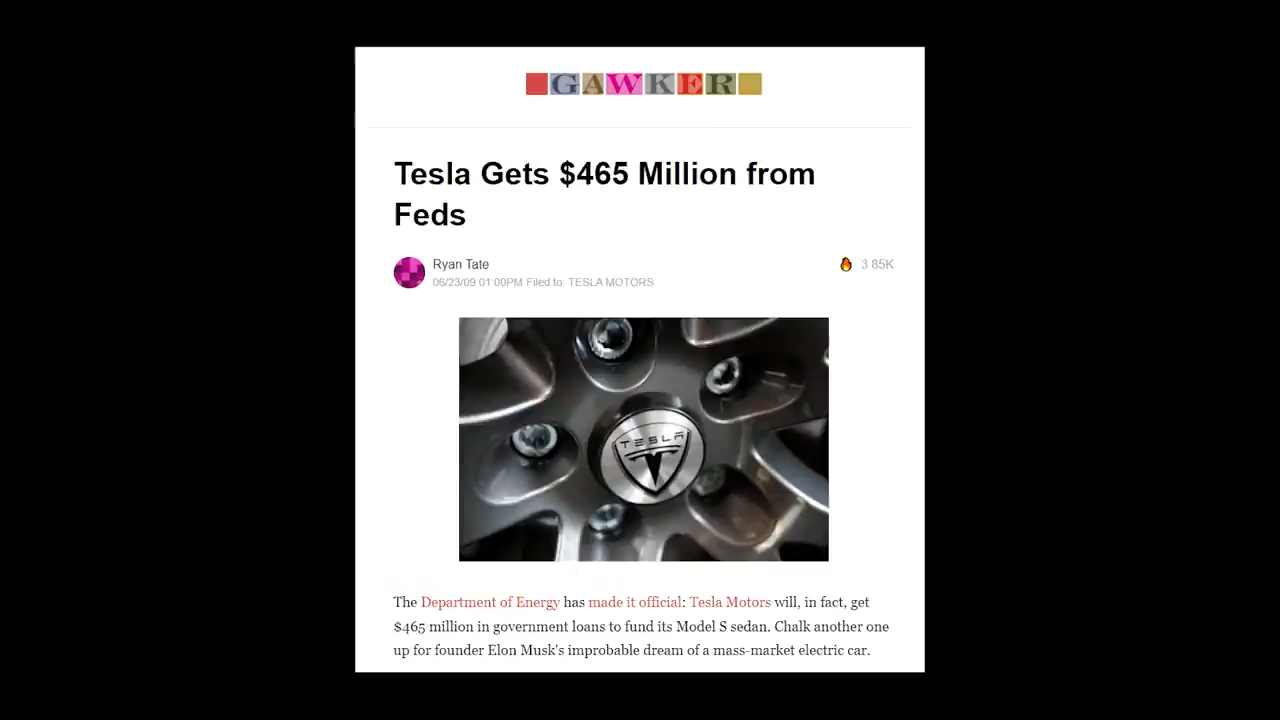 GAWKER
Tesla Gets $465 Million from
Feds
Ryan Tate
3 85K
06/23/09 01:00PM Filed to: TESLA MOTORS
TESLA
The Department of Energy has made it official: Tesla Motors will, in fact, get
$465 million in government loans to fund its Model S sedan. Chalk another one
up for founder Elon Musk's improbable dream of a mass-market electric car.